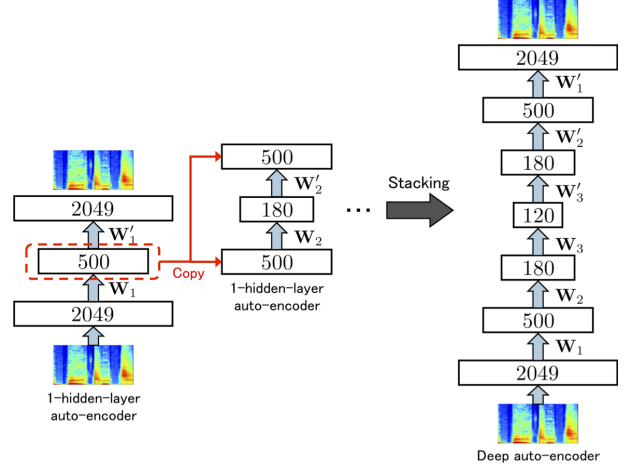 2049
W′₁
500
W₁
2049
1-hidden-layer
auto-encoder
Copy
500
W′₂
180
W₂
500
1-hidden-layer
auto-encoder
...
Stacking
2049
W′₁
500
W′₂
180
W′₃
120
W₃
180
W₂
500
W₁
2049
Deep auto-encoder